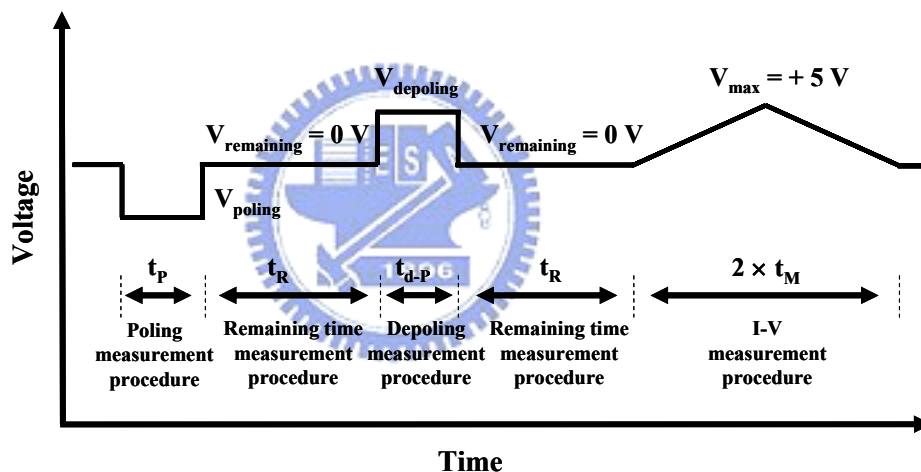 V_max = + 5 V
V_depoling
V_remaining = 0 V
V_remaining = 0 V
V_poling
Voltage
t_P
t_R
t_d-P
t_R
2 × t_M
Poling
measurement
procedure
Remaining time
measurement
procedure
Depoling
measurement
procedure
Remaining time
measurement
procedure
I-V
measurement
procedure
Time
E S
1896